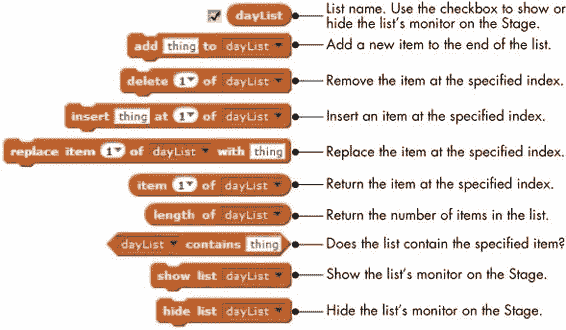 dayList List name. Use the checkbox to show or
hide the list's monitor on the Stage.
add thing to dayList Add a new item to the end of the list.
delete 1 of dayList Remove the item at the specified index.
insert thing at 1 of dayList Insert an item at the specified index.
replace item 1 of dayList with thing Replace the item at the specified index.
item 1 of dayList Return the item at the specified index.
length of dayList Return the number of items in the list.
dayList contains thing Does the list contain the specified item?
show list dayList Show the list's monitor on the Stage.
hide list dayList Hide the list's monitor on the Stage.